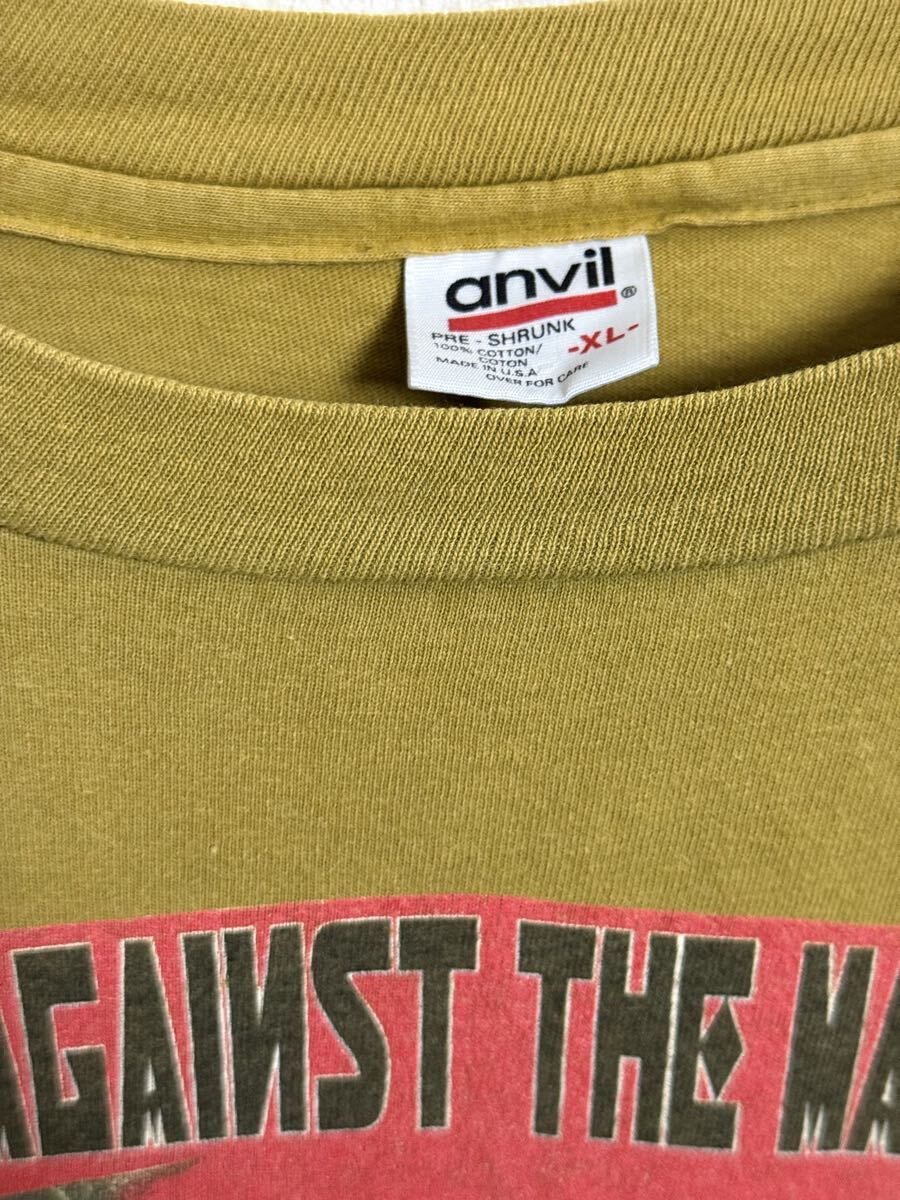 anvil®
PRE - SHRUNK
100% COTTON/
COTON
-XL-
MADE IN U.S.A
OVER FOR CARE
AGAINST THE MA